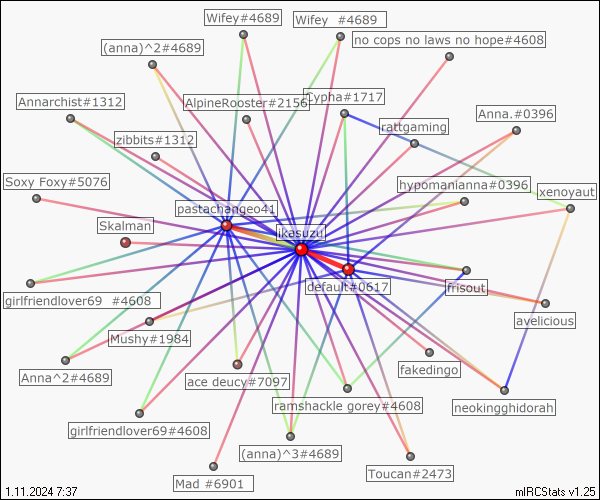 Wifey#4689
Wifey  #4689
no cops no laws no hope#4608
(anna)^2#4689
Annarchist#1312
AlpineRooster#2156
Cypha#1717
Anna.#0396
rattgaming
zibbits#1312
Soxy Foxy#5076
hypomanianna#0396
xenoyaut
pastachangeo41
Skalman
ikasuzu
default#0617
frisout
girlfriendlover69  #4608
avelicious
Mushy#1984
Anna^2#4689
ace deucy#7097
fakedingo
ramshackle gorey#4608
neokingghidorah
girlfriendlover69#4608
(anna)^3#4689
Toucan#2473
Mad #6901
1.11.2024 7:37
mIRCStats v1.25